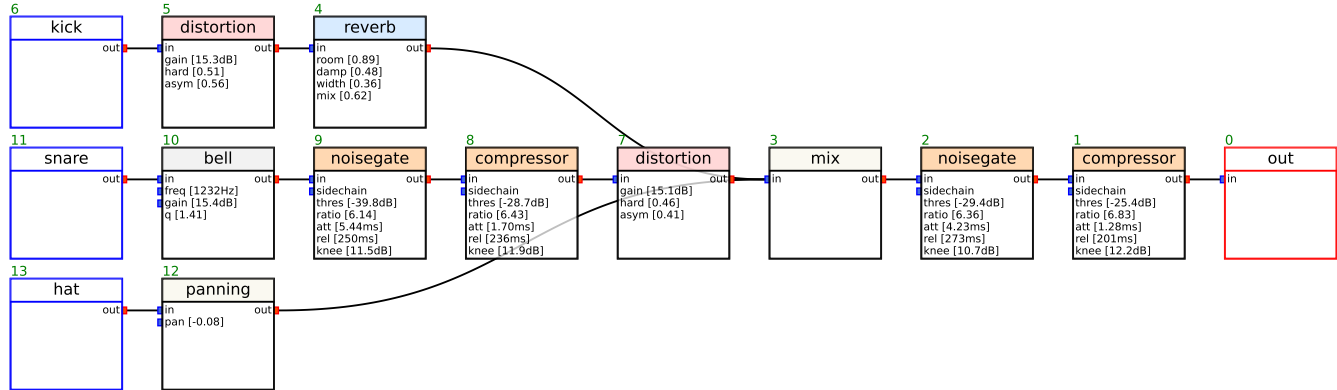 6
kick
out
5
distortion
in out
gain [15.3dB]
hard [0.51]
asym [0.56]
4
reverb
in out
room [0.89]
damp [0.48]
width [0.36]
mix [0.62]
11
snare
out
10
bell
in out
freq [1232Hz]
gain [15.4dB]
q [1.41]
9
noisegate
in out
sidechain
thres [-39.8dB]
ratio [6.14]
att [5.44ms]
rel [250ms]
knee [11.5dB]
8
compressor
in out
sidechain
thres [-28.7dB]
ratio [6.43]
att [1.70ms]
rel [236ms]
knee [11.9dB]
7
distortion
in out
gain [15.1dB]
hard [0.46]
asym [0.41]
3
mix
in out
2
noisegate
in out
sidechain
thres [-29.4dB]
ratio [6.36]
att [4.23ms]
rel [273ms]
knee [10.7dB]
1
compressor
in out
sidechain
thres [-25.4dB]
ratio [6.83]
att [1.28ms]
rel [201ms]
knee [12.2dB]
0
out
in
13
hat
out
12
panning
in out
pan [-0.08]